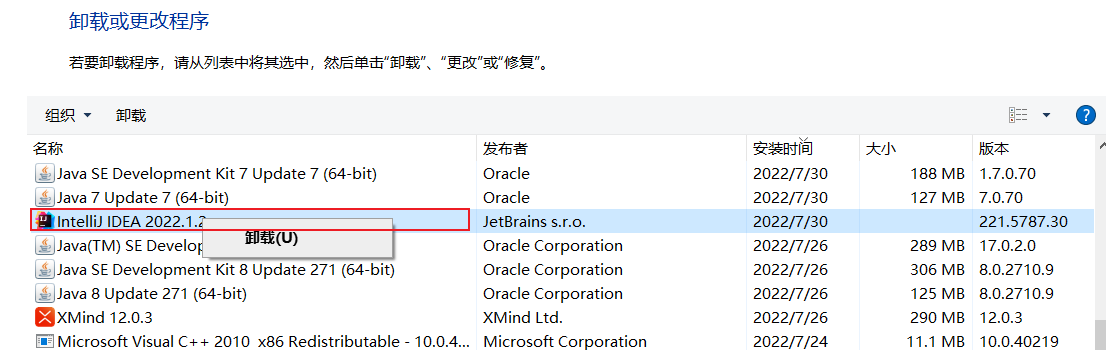 卸载或更改程序
若要卸载程序，请从列表中将其选中，然后单击“卸载”、“更改”或“修复”。
组织 卸载 ?
名称 发布者 安装时间 大小 版本
Java SE Development Kit 7 Update 7 (64-bit) Oracle 2022/7/30 188 MB 1.7.0.70
Java 7 Update 7 (64-bit) Oracle 2022/7/30 127 MB 7.0.70
IntelliJ IDEA 2022.1.2 JetBrains s.r.o. 2022/7/30 221.5787.30
卸载(U)
Java(TM) SE Develop Oracle Corporation 2022/7/26 289 MB 17.0.2.0
Java SE Development Kit 8 Update 271 (64-bit) Oracle Corporation 2022/7/26 306 MB 8.0.2710.9
Java 8 Update 271 (64-bit) Oracle Corporation 2022/7/26 125 MB 8.0.2710.9
XMind 12.0.3 XMind Ltd. 2022/7/26 290 MB 12.0.3
Microsoft Visual C++ 2010 x86 Redistributable - 10.0.4... Microsoft Corporation 2022/7/24 11.1 MB 10.0.40219